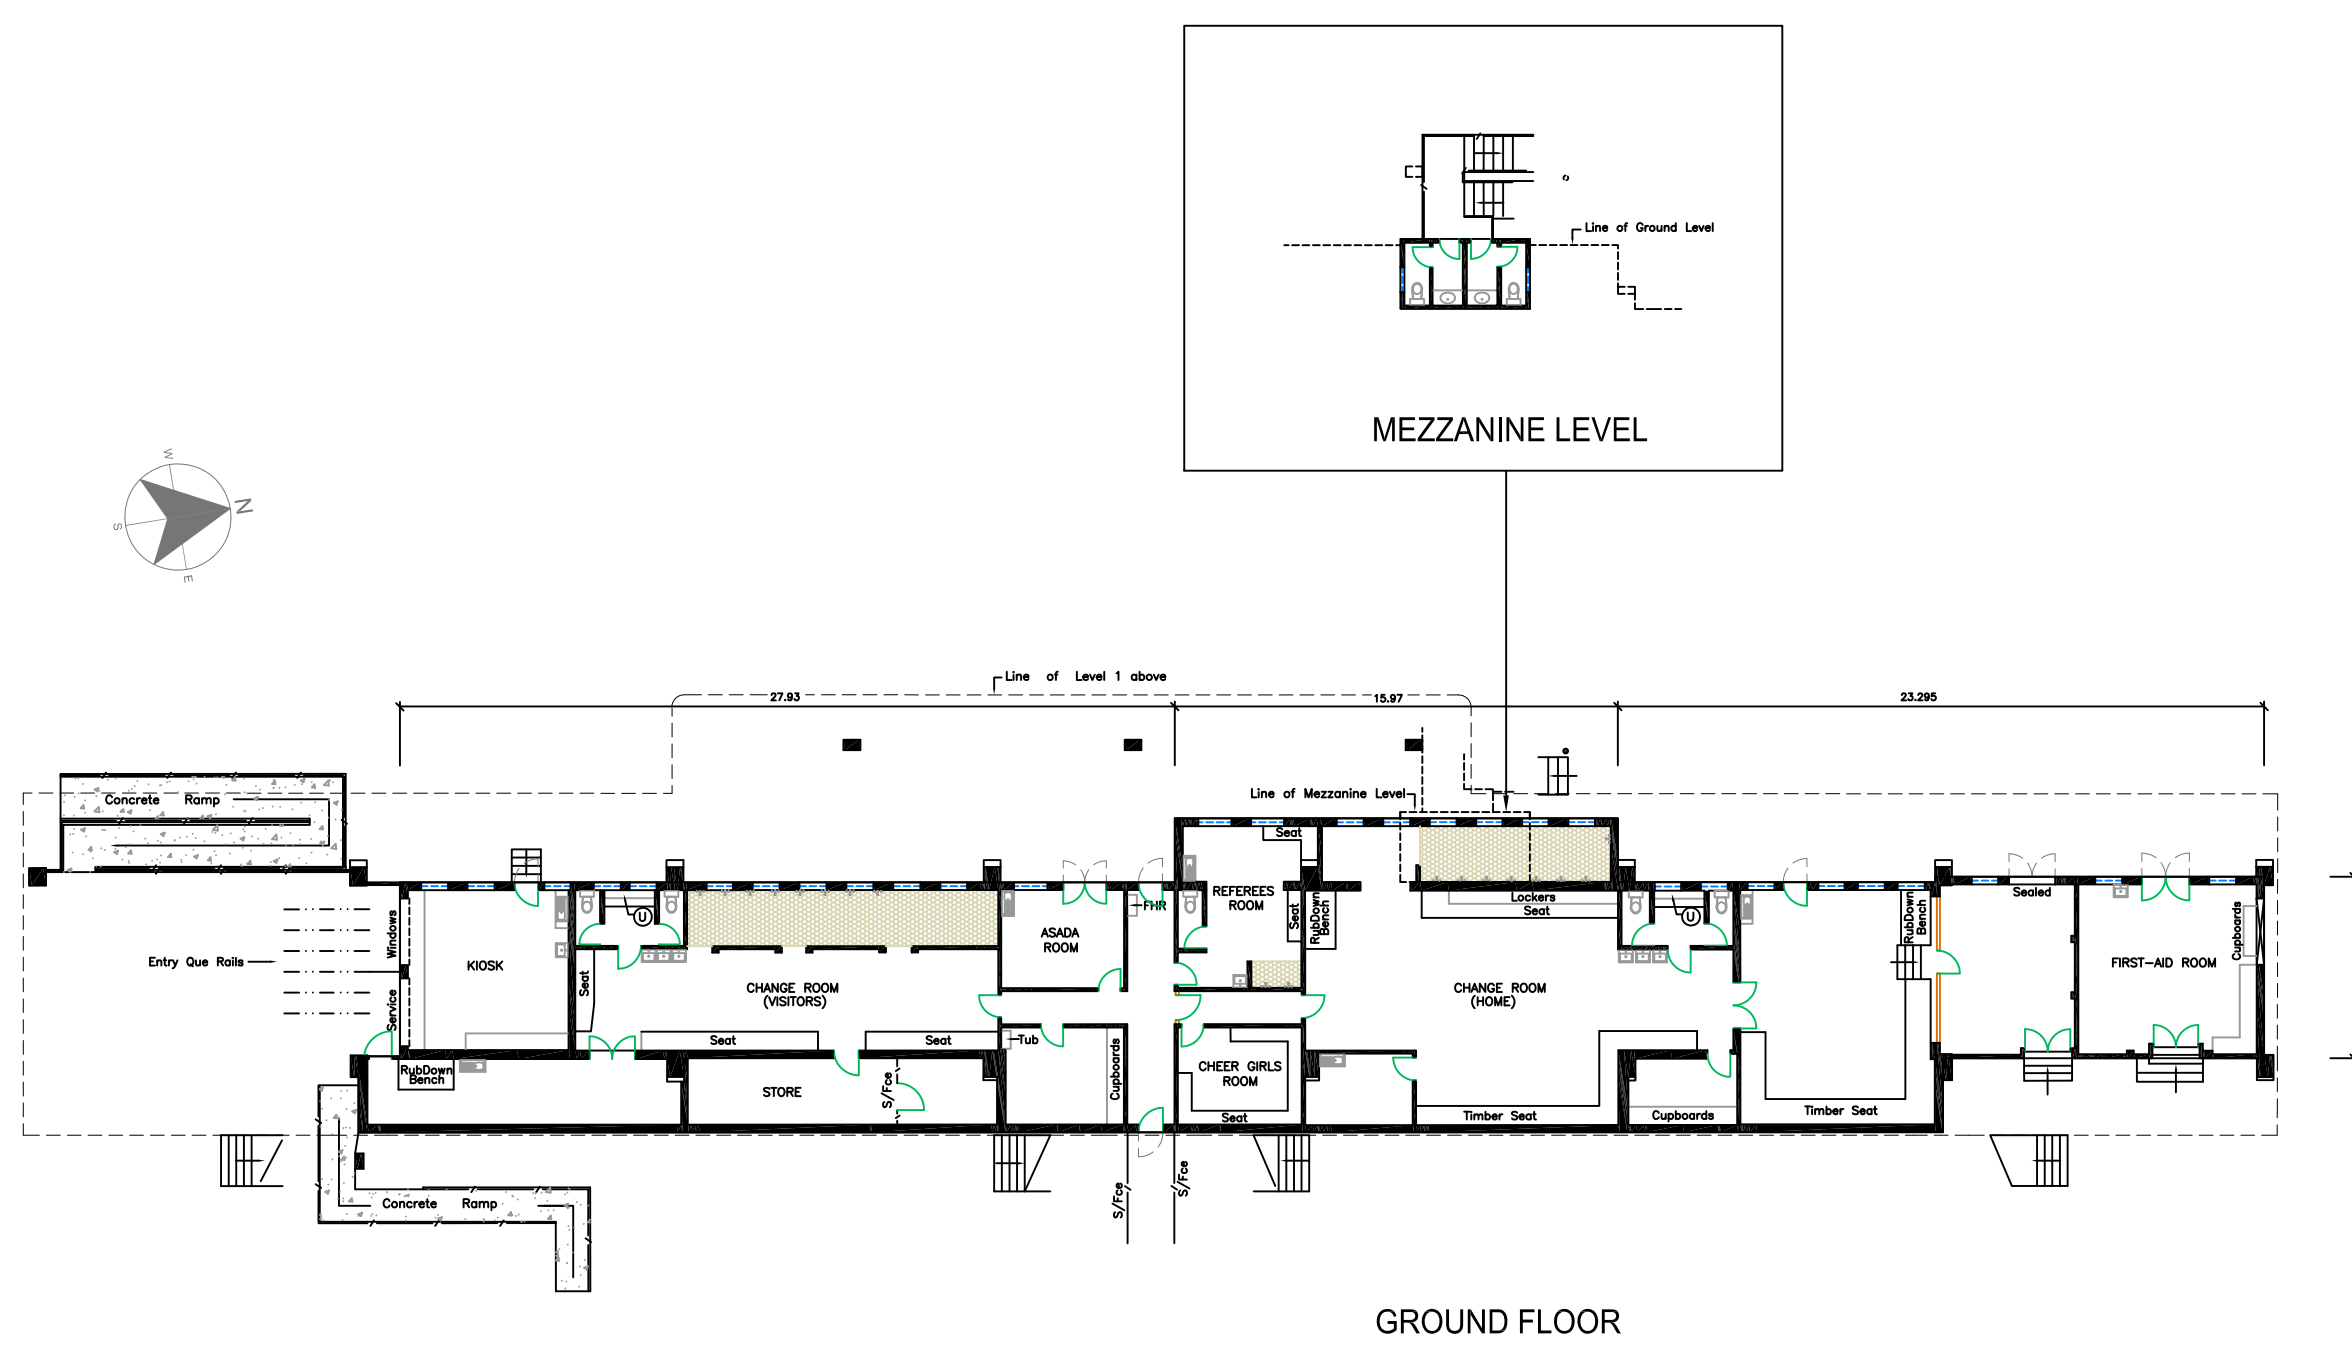 Line of Ground Level
MEZZANINE LEVEL
W
N
S
E
Line of Level 1 above
27.93
15.97
23.295
Concrete Ramp
Line of Mezzanine Level
Seat
REFEREES
ROOM
Lockers
Seat
Sealed
FHR
Seat
RubDown
Bench
U
U
RubDown
Bench
Cupboards
Windows
ASADA
ROOM
Entry Que Rails
KIOSK
Seat
CHANGE ROOM
(VISITORS)
CHANGE ROOM
(HOME)
FIRST-AID ROOM
Service
Seat
Seat
Tub
RubDown
Bench
STORE
S/Fce
Cupboards
CHEER GIRLS
ROOM
Seat
Timber Seat
Cupboards
Timber Seat
S/Fce
S/Fce
Concrete Ramp
GROUND FLOOR